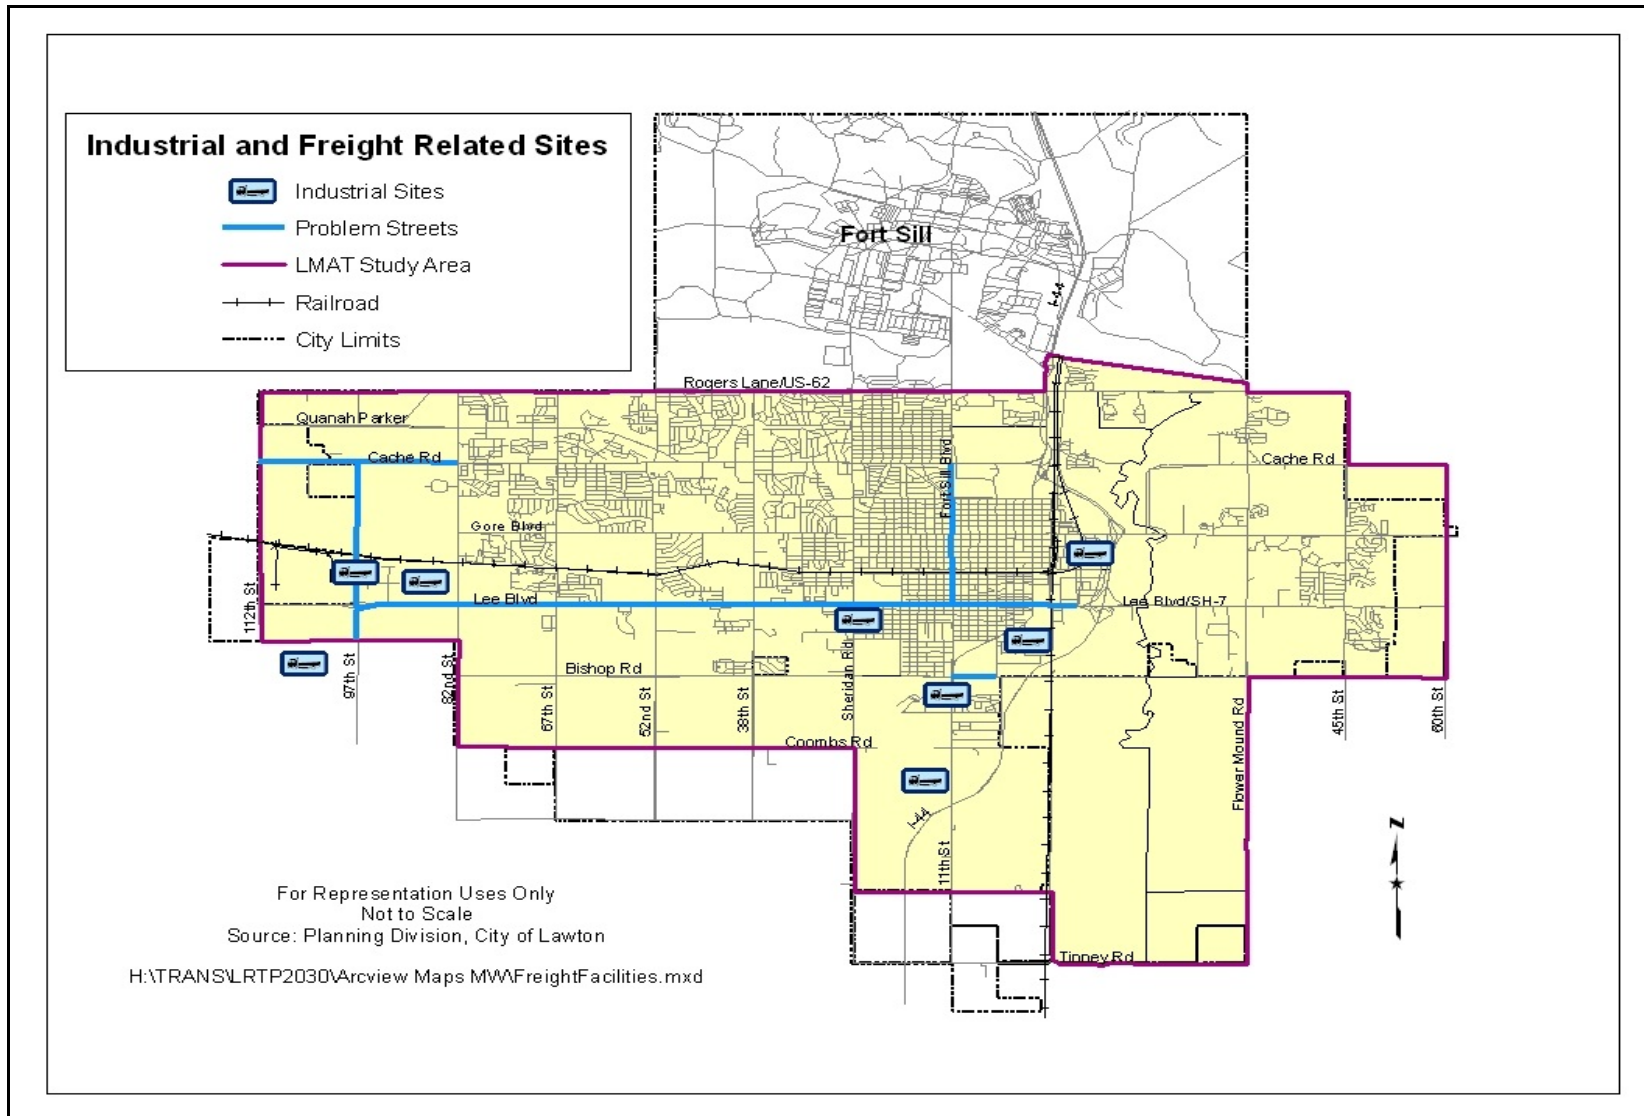 Industrial and Freight Related Sites
Industrial Sites
Problem Streets
LMAT Study Area
Railroad
City Limits
Fort Sill
I-44
Rogers Lane/US-62
Quanah Parker
Cache Rd
Cache Rd
Fort Sill Blvd
Gore Blvd
112th St
Lee Blvd
Lee Blvd/SH-7
97th St
82nd St
Bishop Rd
67th St
52nd St
38th St
Sheridan Rd
Flower Mound Rd
45th St
60th St
Coombs Rd
I-44
11th St
Tinney Rd
N
For Representation Uses Only
Not to Scale
Source: Planning Division, City of Lawton
H:\TRANS\LRTP2030\Arcview Maps MW\FreightFacilities.mxd